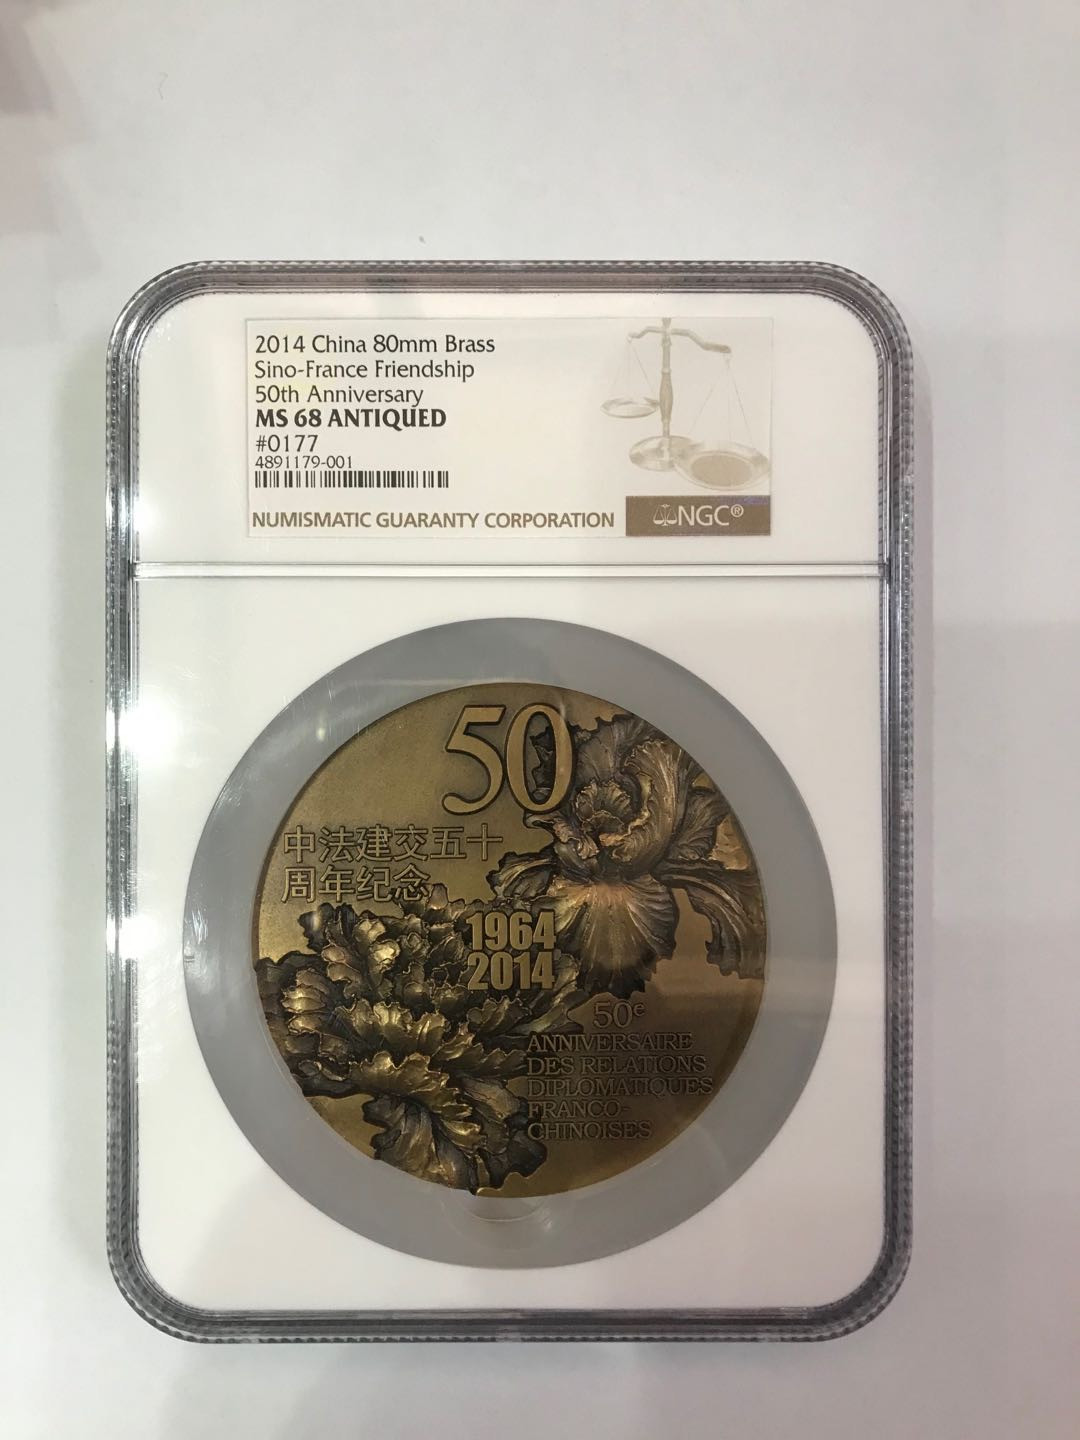 2014 China 80mm Brass
Sino-France Friendship
50th Anniversary
MS 68 ANTIQUED
#0177
4891179-001
NUMISMATIC GUARANTY CORPORATION
NGC®
50
中法建交五十
周年纪念
1964
2014
50e
ANNIVERSAIRE
DES RELATIONS
DIPLOMATIQUES
FRANCO-
CHINOISES